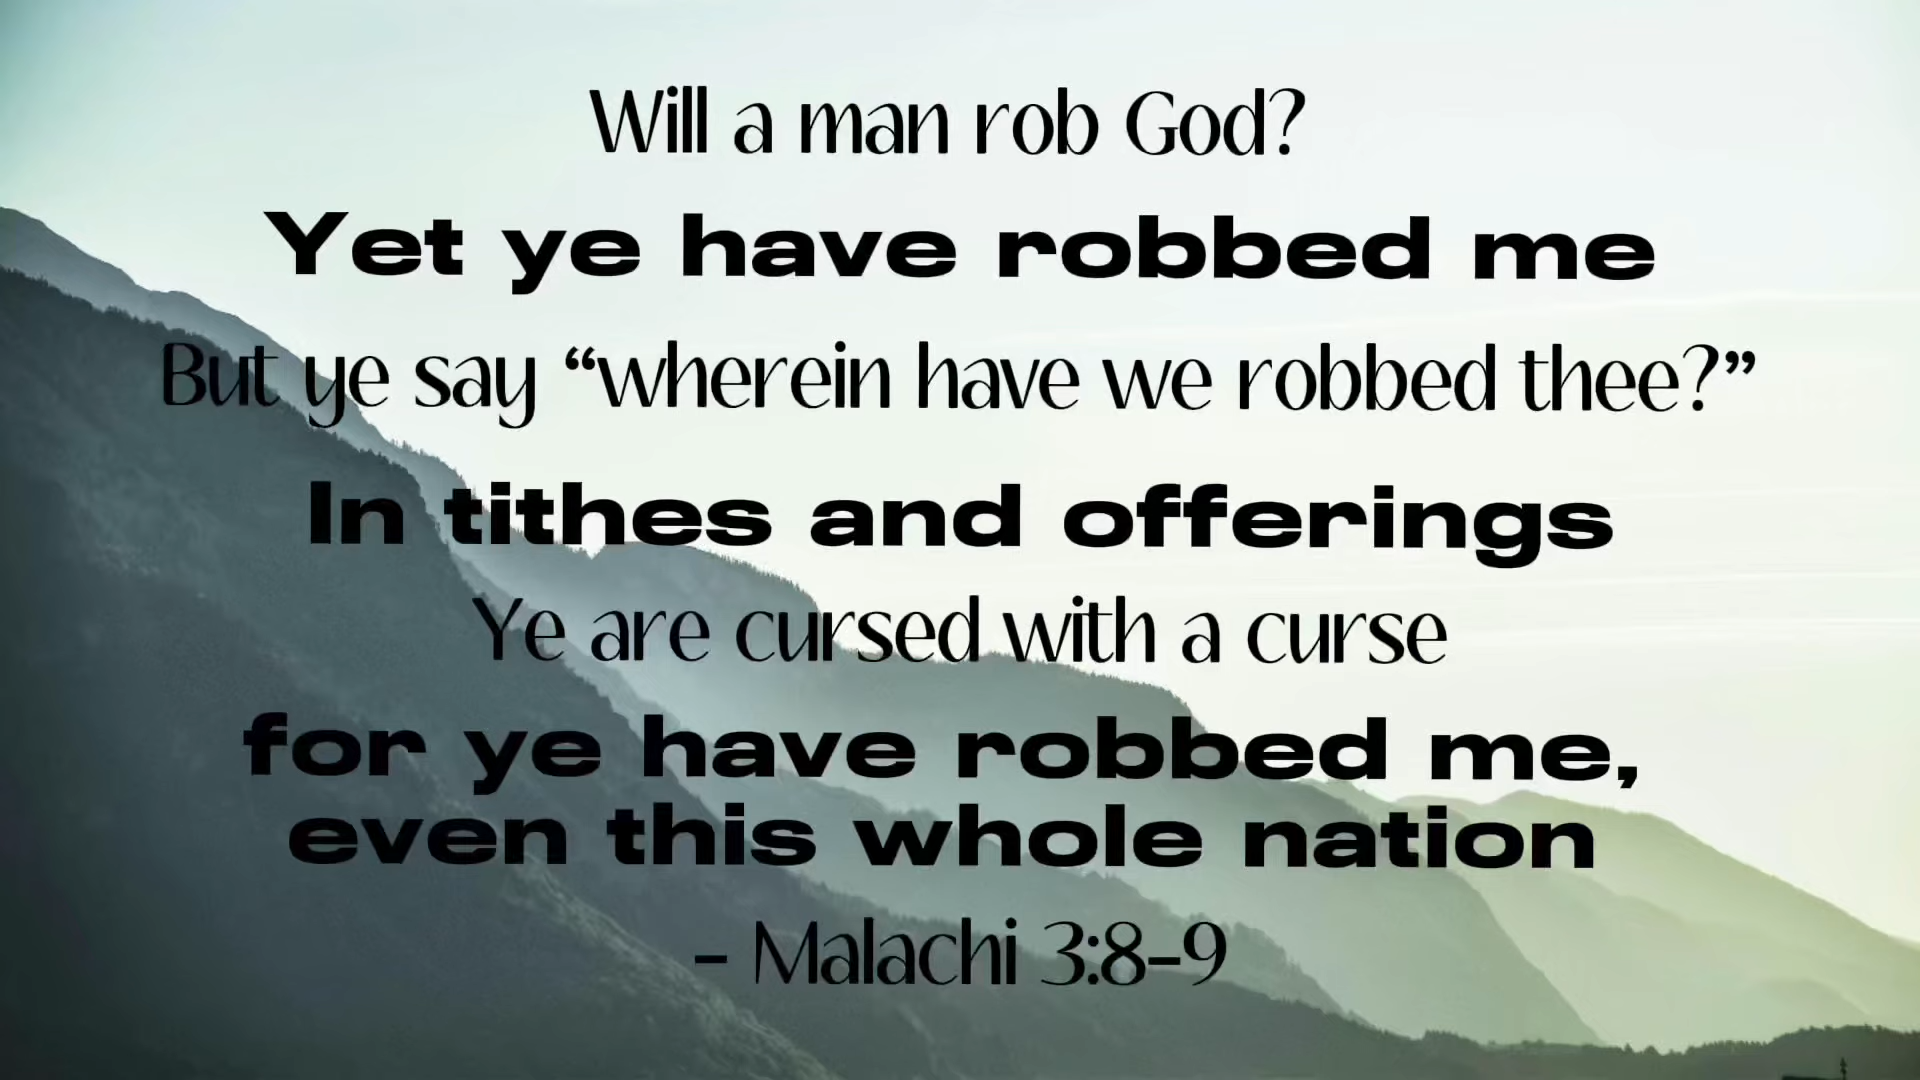 Will a man rob God?
Yet ye have robbed me
But ye say “wherein have we robbed thee?”
In tithes and offerings
Ye are cursed with a curse
for ye have robbed me,
even this whole nation
- Malachi 3:8-9